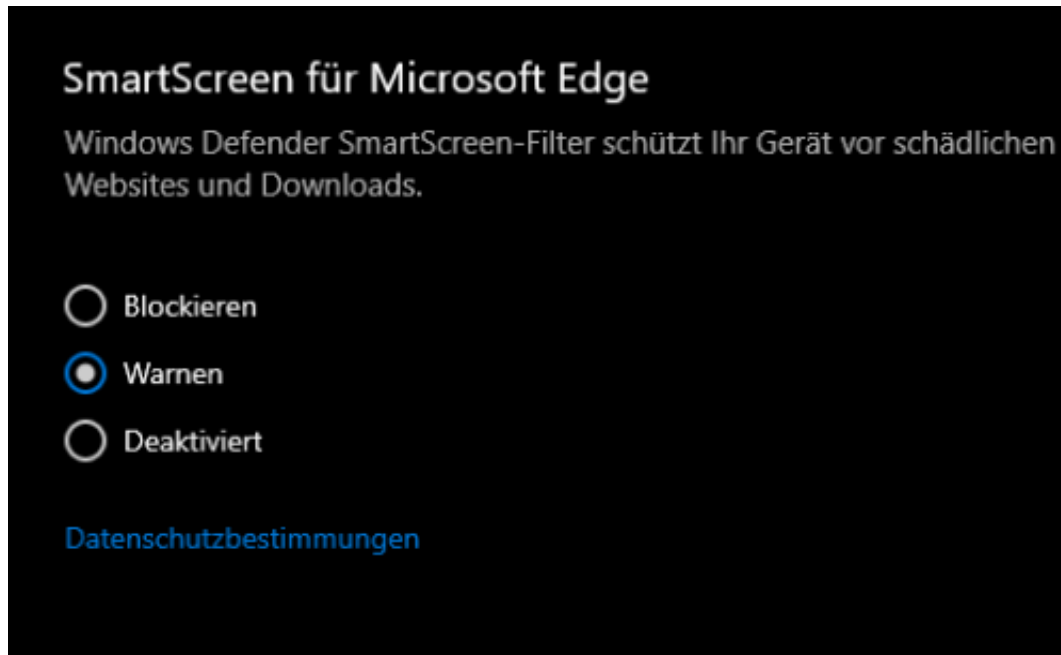 SmartScreen für Microsoft Edge
Windows Defender SmartScreen-Filter schützt Ihr Gerät vor schädlichen
Websites und Downloads.
Blockieren
Warnen
Deaktiviert
Datenschutzbestimmungen